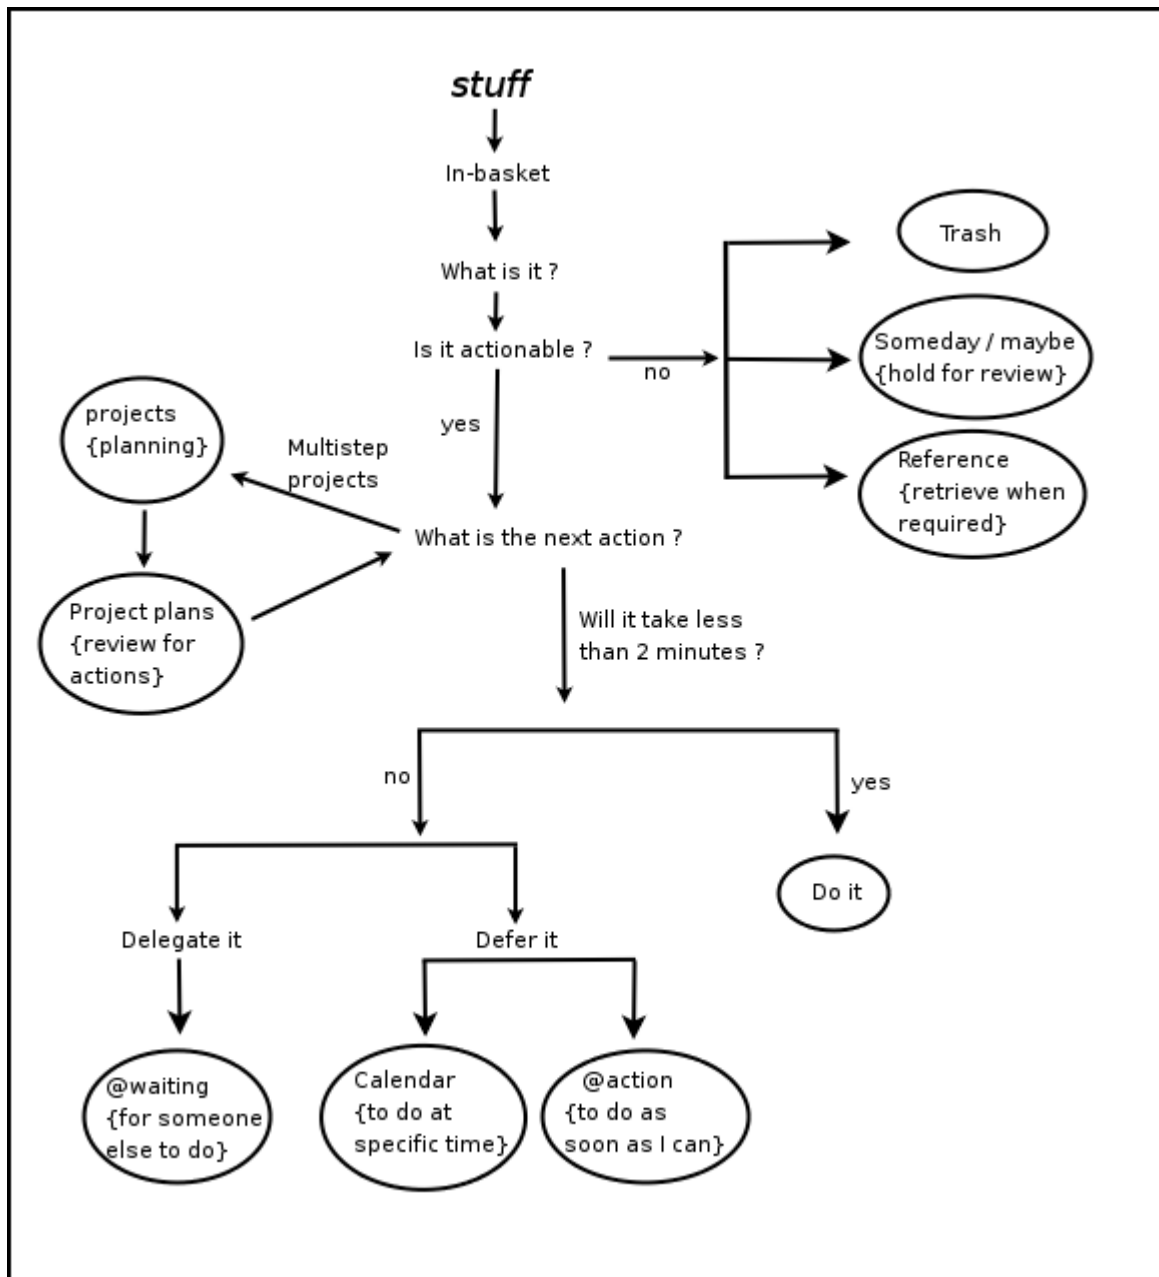 stuff
In-basket
What is it ?
Is it actionable ?
no
Trash
Someday / maybe
{hold for review}
Reference
{retrieve when
required}
yes
Multistep
projects
projects
{planning}
Project plans
{review for
actions}
What is the next action ?
Will it take less
than 2 minutes ?
no
yes
Do it
Delegate it
Defer it
@waiting
{for someone
else to do}
Calendar
{to do at
specific time}
@action
{to do as
soon as I can}